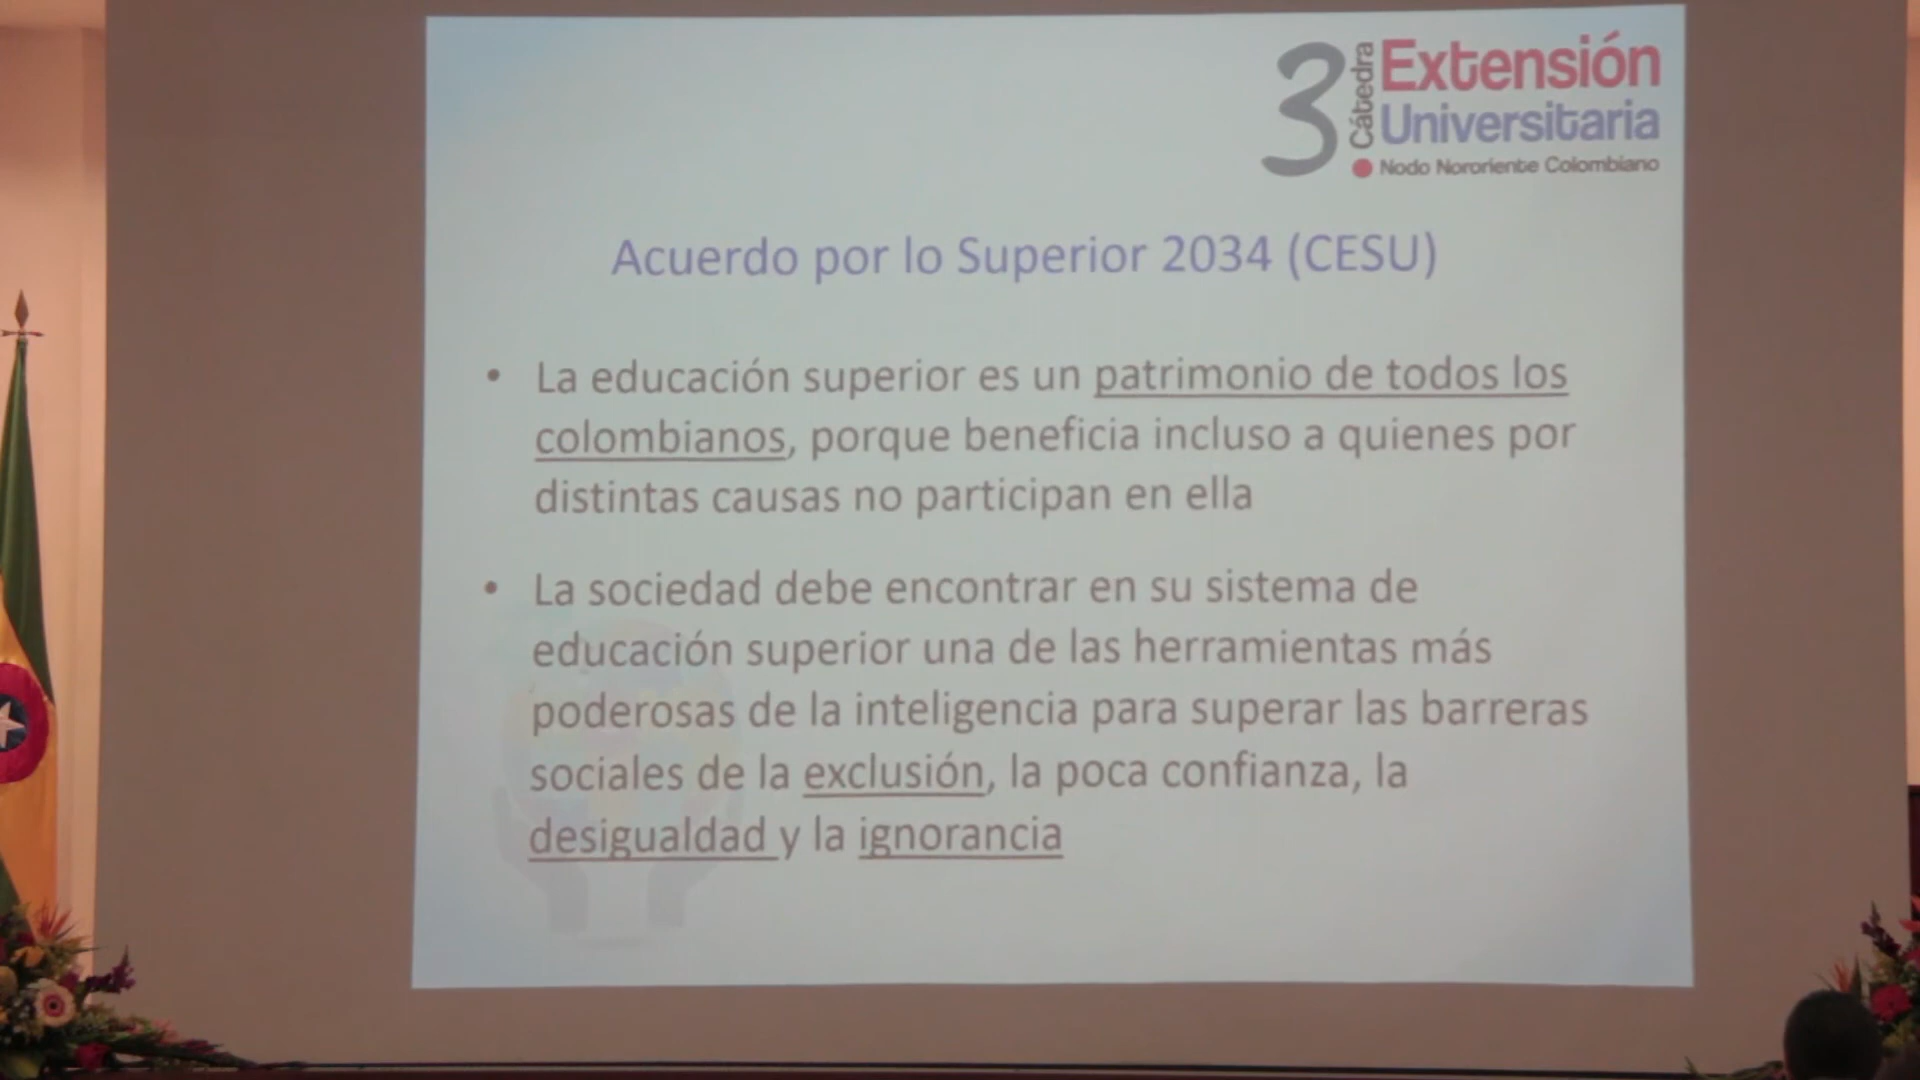 3 Cátedra Extensión
Universitaria
Nodo Nororiente Colombiano
Acuerdo por lo Superior 2034 (CESU)
• La educación superior es un patrimonio de todos los
colombianos, porque beneficia incluso a quienes por
distintas causas no participan en ella
• La sociedad debe encontrar en su sistema de
educación superior una de las herramientas más
poderosas de la inteligencia para superar las barreras
sociales de la exclusión, la poca confianza, la
desigualdad y la ignorancia